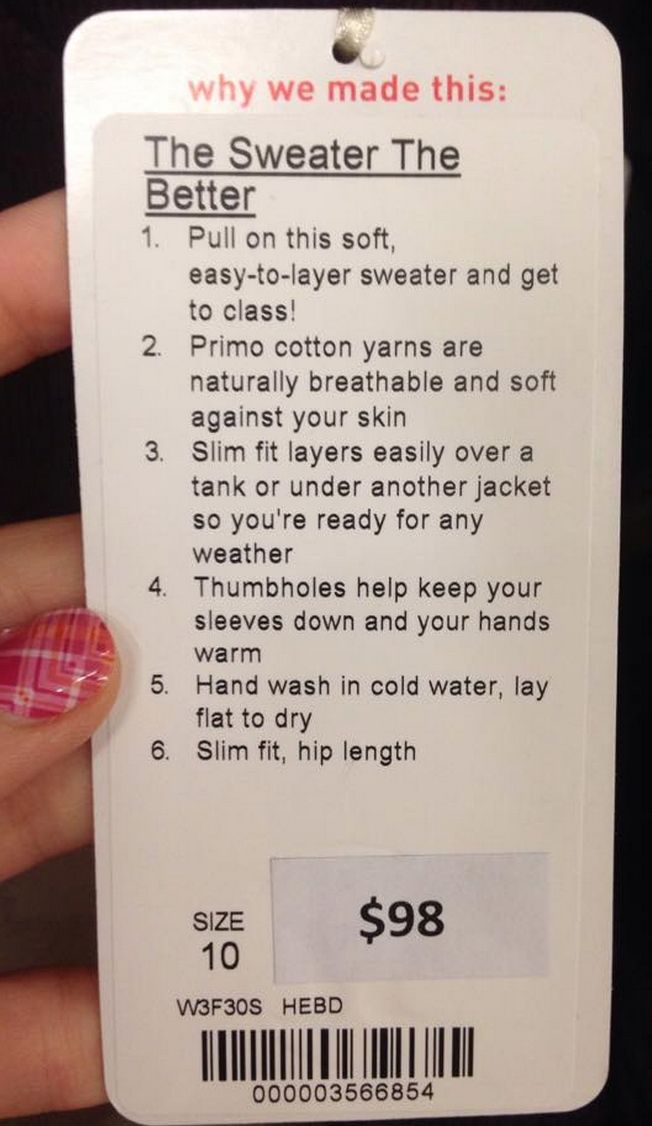 why we made this:
The Sweater The
Better
1. Pull on this soft,
easy-to-layer sweater and get
to class!
2. Primo cotton yarns are
naturally breathable and soft
against your skin
3. Slim fit layers easily over a
tank or under another jacket
so you're ready for any
weather
4. Thumbholes help keep your
sleeves down and your hands
warm
5. Hand wash in cold water, lay
flat to dry
6. Slim fit, hip length
$98
SIZE
10
W3F30S HEBD
000003566854